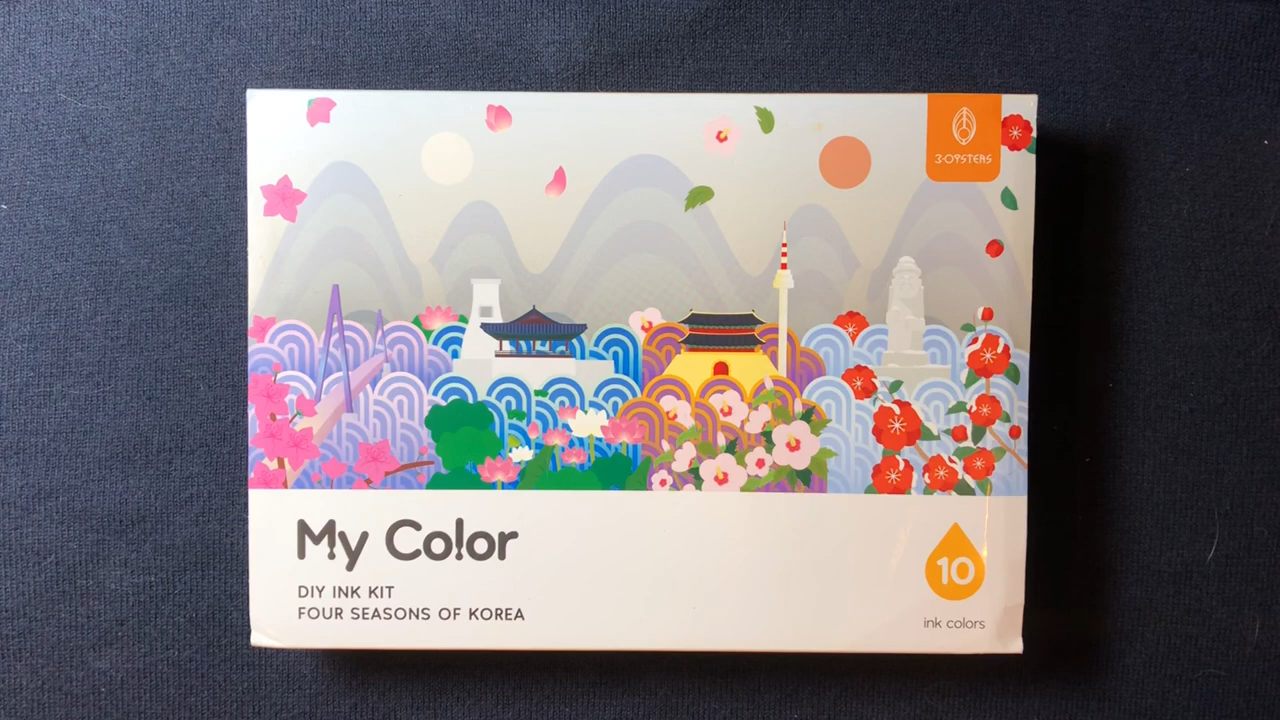 3·OYSTERS
My Color
DIY INK KIT
FOUR SEASONS OF KOREA
10
ink colors